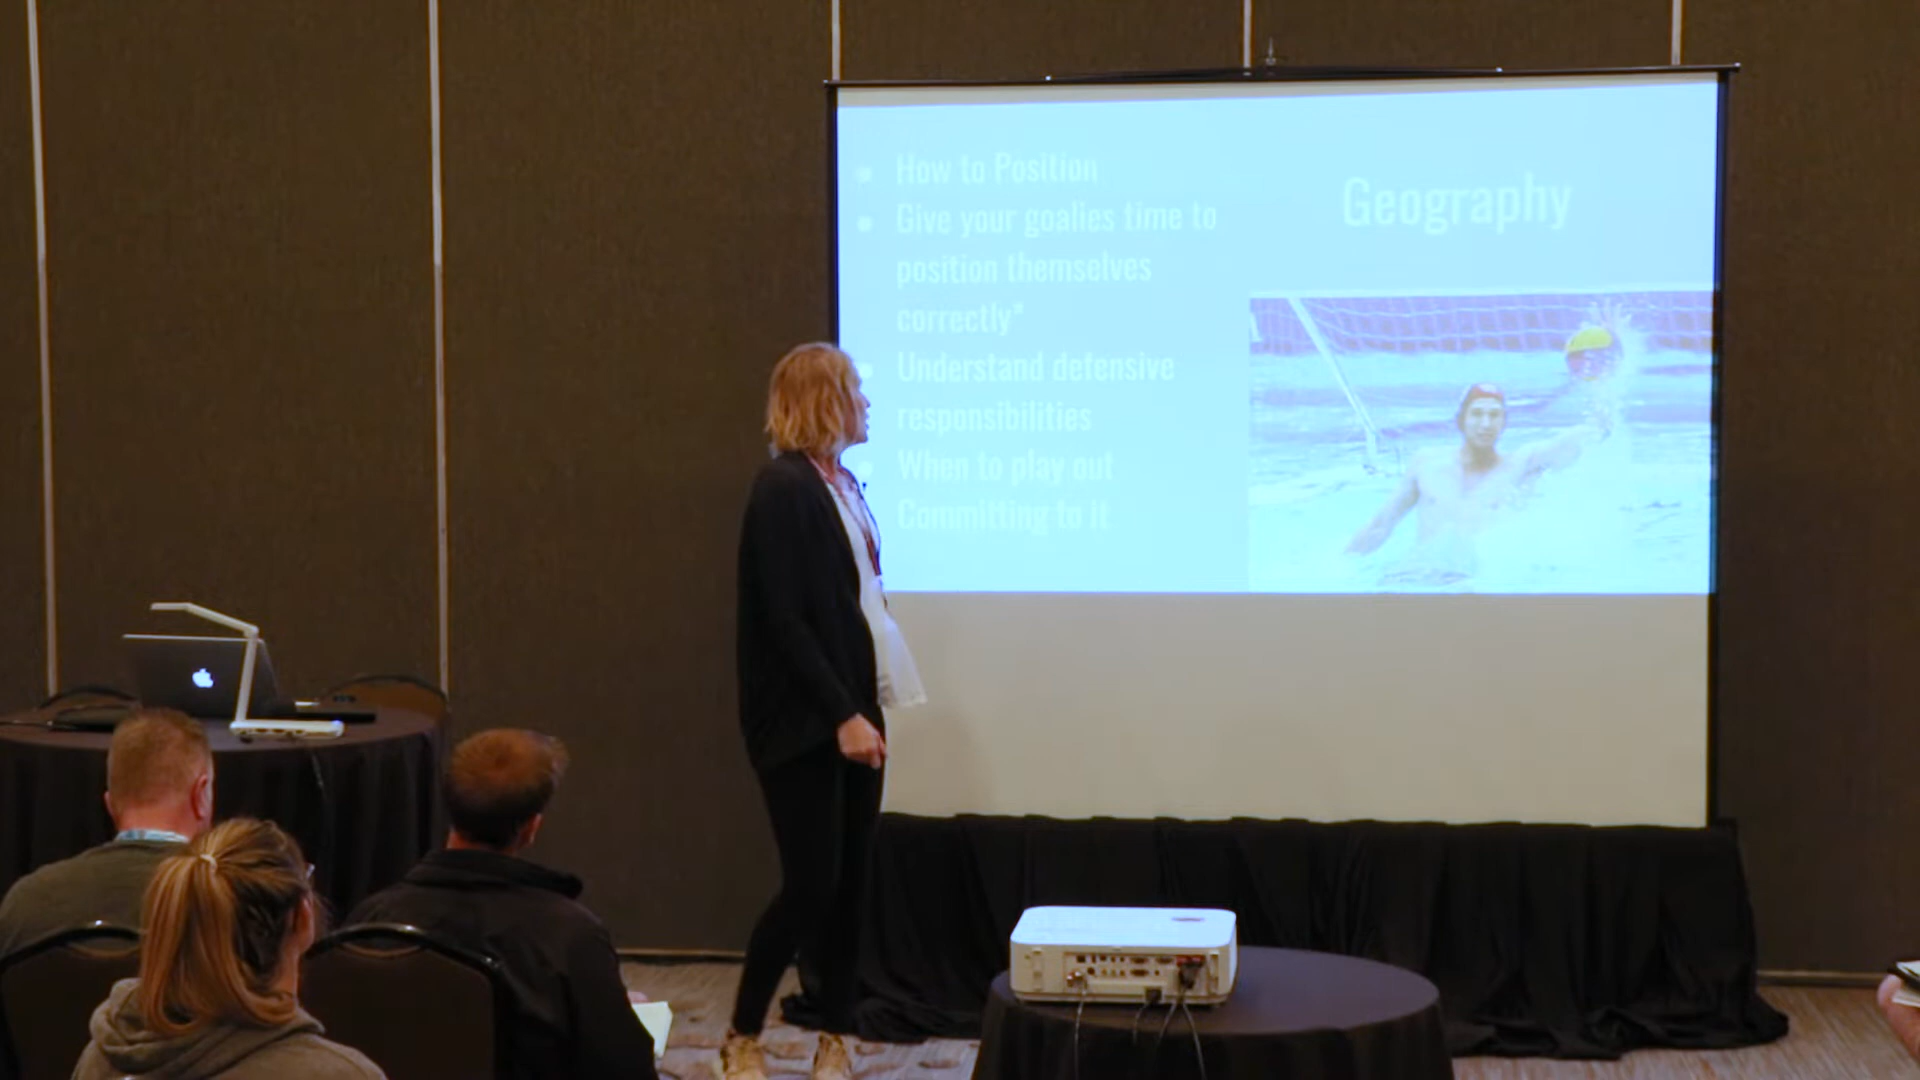 How to Position
Give your goalies time to
position themselves
correctly*
Understand defensive
responsibilities
When to play out
Committing to it
Geography